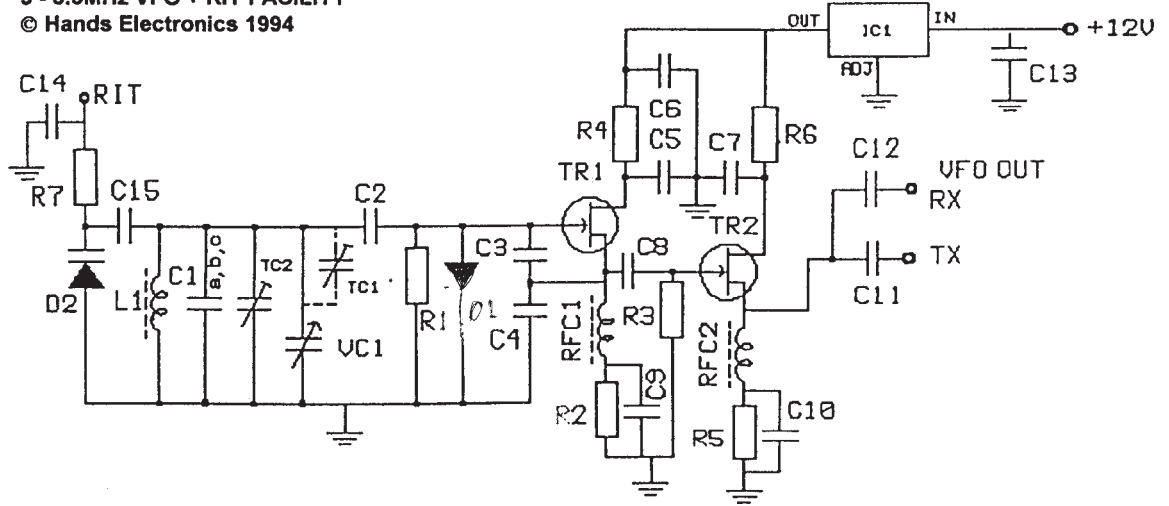 © Hands Electronics 1994
OUT
IC1
IN
+12V
ADJ
C13
C14
RIT
C6
R4
C5
C7
R6
C12
VFO OUT
RX
R7
C15
C2
TR1
TR2
C3
C8
TX
C11
C1
a,b,c
TC2
TC1
D2
L1
VC1
R1
D1
C4
RFC1
R3
RFC2
R2
C9
R5
C10